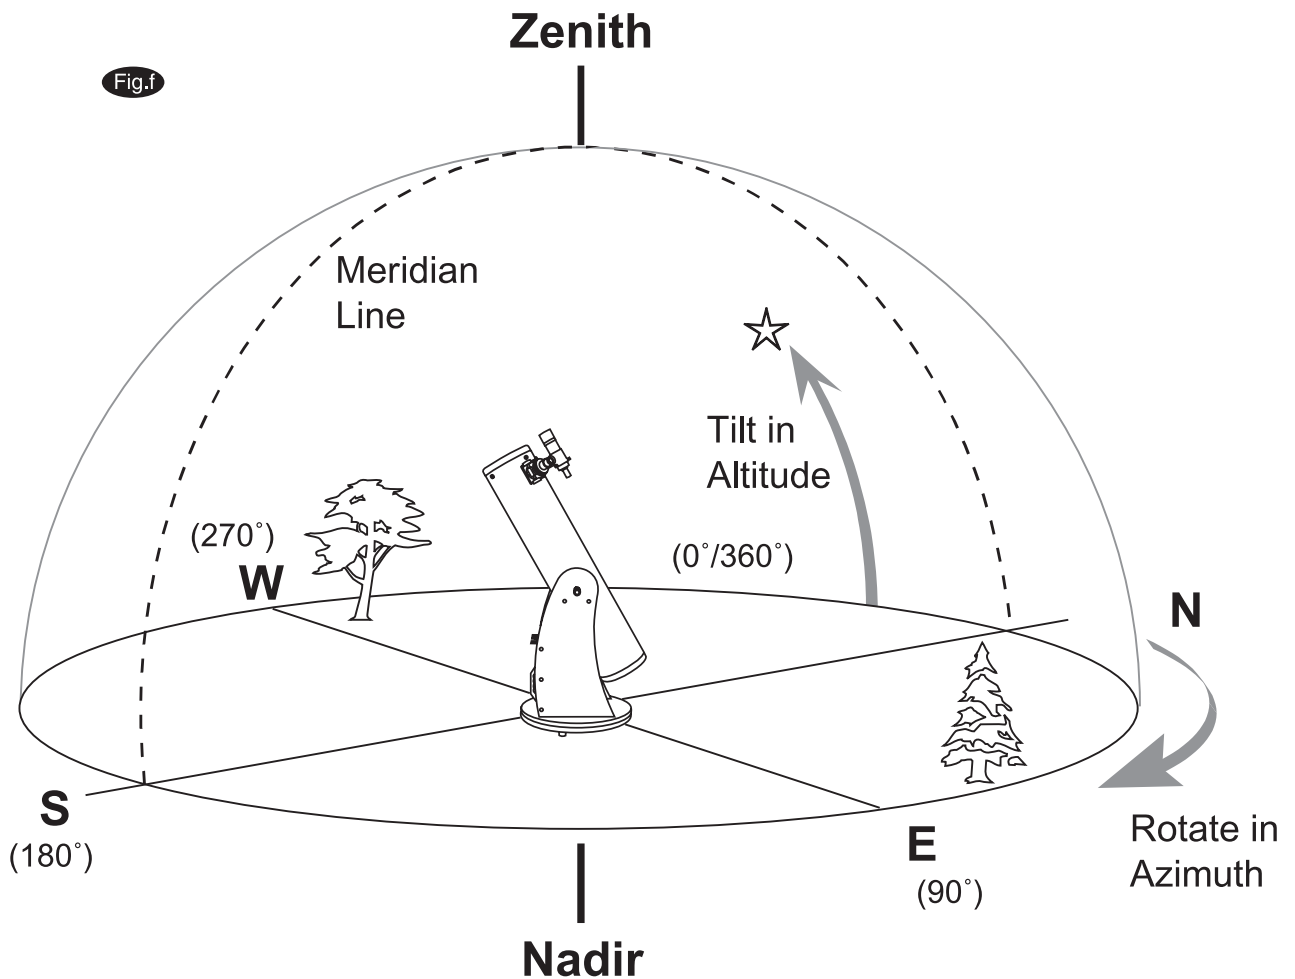 Zenith
Fig.f
Meridian
Line
Tilt in
Altitude
(270°)
W
(0°/360°)
N
S
(180°)
E
(90°)
Rotate in
Azimuth
Nadir